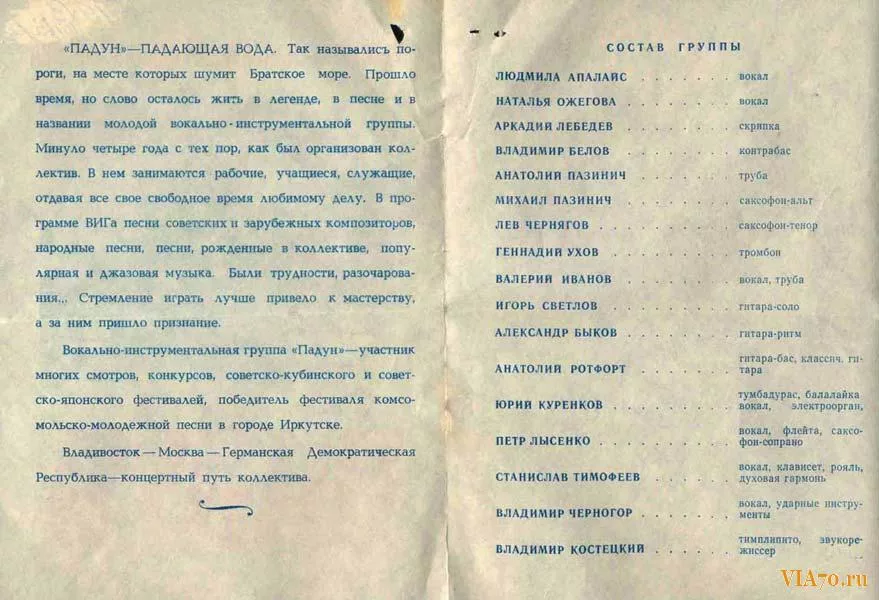 «ПАДУН»—ПАДАЮЩАЯ ВОДА. Так назывались по-
роги, на месте которых шумит Братское море. Прошло
время, но слово осталось жить в легенде, в песне и в
названии молодой вокально-инструментальной группы.
Минуло четыре года с тех пор, как был организован кол-
лектив. В нем занимаются рабочие, учащиеся, служащие,
отдавая все свое свободное время любимому делу. В про-
грамме ВИГа песни советских и зарубежных композиторов,
народные песни, песни, рожденные в коллективе, попу-
лярная и джазовая музыка. Были трудности, разочарова-
ния... Стремление играть лучше привело к мастерству,
а за ним пришло признание.
Вокально-инструментальная группа «Падун»—участник
многих смотров, конкурсов, советско-кубинского и совет-
ско-японского фестивалей, победитель фестиваля комсо-
мольско-молодежной песни в городе Иркутске.
Владивосток—Москва—Германская Демократическая
Республика—концертный путь коллектива.
СОСТАВ ГРУППЫ
ЛЮДМИЛА АПАЛАЙС . . . . . . . вокал
НАТАЛЬЯ ОЖЕГОВА . . . . . . . вокал
АРКАДИЙ ЛЕБЕДЕВ . . . . . . . скрипка
ВЛАДИМИР БЕЛОВ . . . . . . . контрабас
АНАТОЛИЙ ПАЗИНИЧ . . . . . . . труба
МИХАИЛ ПАЗИНИЧ . . . . . . . саксофон-альт
ЛЕВ ЧЕРНЯГОВ . . . . . . . . саксофон-тенор
ГЕННАДИЙ УХОВ . . . . . . . . тромбон
ВАЛЕРИЙ ИВАНОВ . . . . . . . вокал, труба
ИГОРЬ СВЕТЛОВ . . . . . . . . гитара-соло
АЛЕКСАНДР БЫКОВ . . . . . . . гитара-ритм
АНАТОЛИЙ РОТФОРТ . . . . . . . гитара-бас, классич. ги-
тара
ЮРИЙ КУРЕНКОВ . . . . . . . . тумбадурас, балалайка
вокал, электроорган,
ПЕТР ЛЫСЕНКО . . . . . . . . вокал, флейта, саксо-
фон-сопрано
СТАНИСЛАВ ТИМОФЕЕВ . . . . . . вокал, клависет, рояль,
духовая гармонь
ВЛАДИМИР ЧЕРНОГОР . . . . . . вокал, ударные инстру-
менты
ВЛАДИМИР КОСТЕЦКИЙ . . . . . . тимплипито, звукоре-
жиссер
VIA70.ru